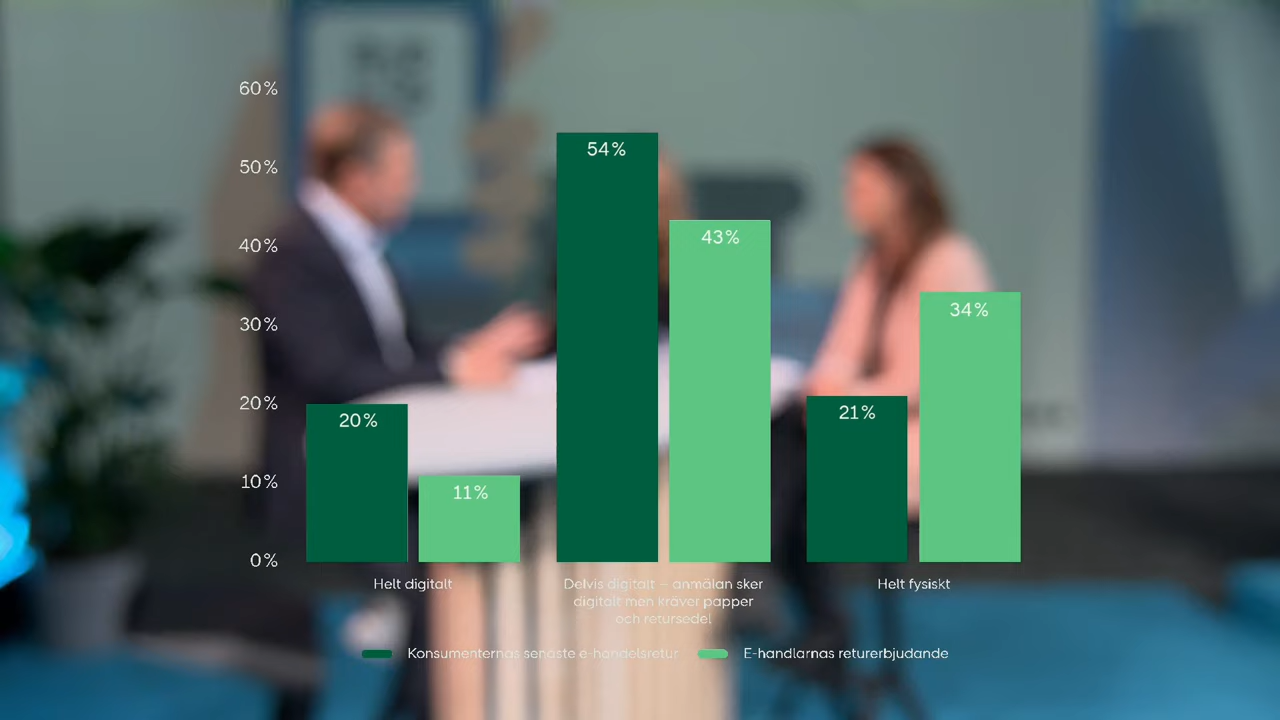 60%
50%
40%
30%
20%
10%
0%
20%
11%
54%
43%
21%
34%
Helt digitalt
Delvis digitalt – anmälan sker
digitalt men kräver papper
och retursedel
Helt fysiskt
Konsumenternas senaste e-handelsretur
E-handlarnas returerbjudande